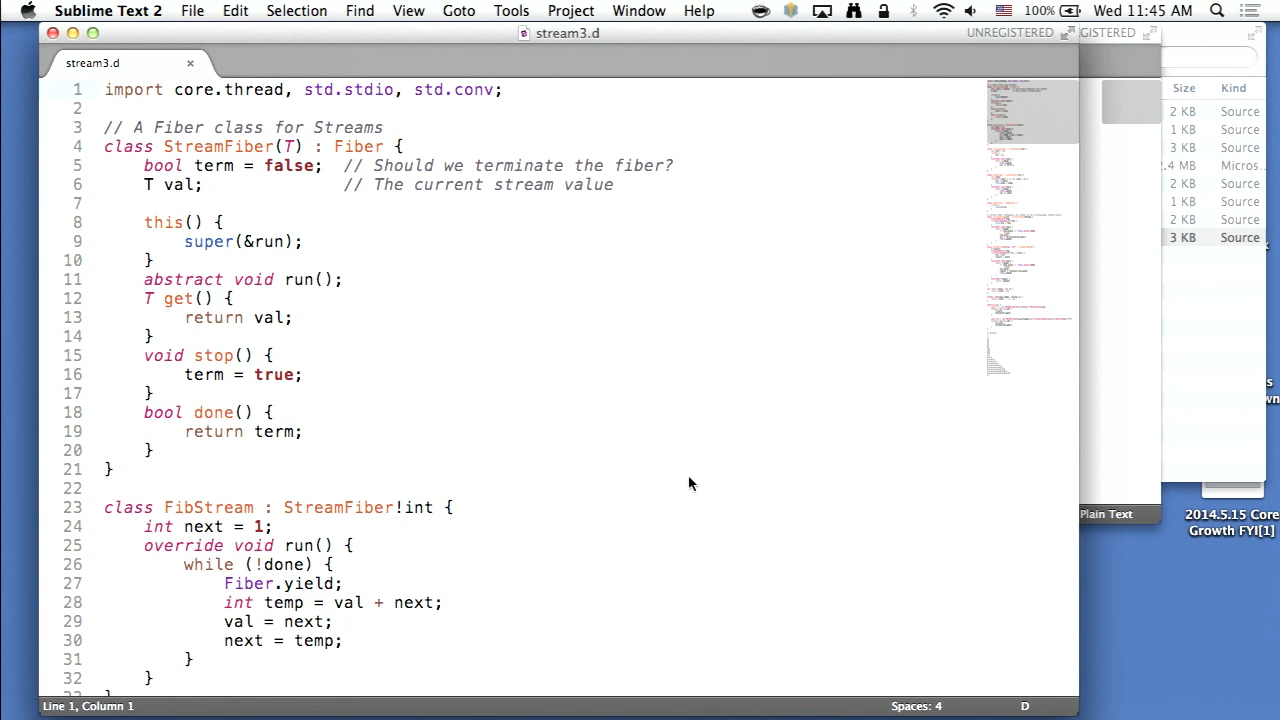 Sublime Text 2 File Edit Selection Find View Goto Tools Project Window Help 100% Wed 11:45 AM
stream3.d UNREGISTERED
stream3.d
1 import core.thread, std.stdio, std.conv;
2
3 // A Fiber class for Streams
4 class StreamFiber(T) : Fiber {
5 bool term = false; // Should we terminate the fiber?
6 T val; // The current stream value
7
8 this() {
9 super(&run);
10 }
11 abstract void run();
12 T get() {
13 return val;
14 }
15 void stop() {
16 term = true;
17 }
18 bool done() {
19 return term;
20 }
21 }
22
23 class FibStream : StreamFiber!int {
24 int next = 1;
25 override void run() {
26 while (!done) {
27 Fiber.yield;
28 int temp = val + next;
29 val = next;
30 next = temp;
31 }
32 }
Line 1, Column 1 Spaces: 4 D
Size Kind
2 KB Source
1 KB Source
3 KB Source
.4 MB Micros...
2 KB Source
1 KB Source
2 KB Source
3 KB Source
Plain Text
2014.5.15 Core
Growth FYI[1]